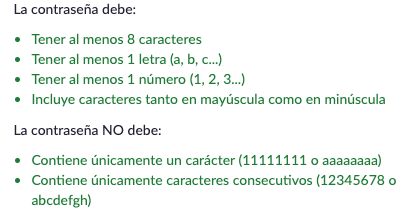 La contraseña debe:
• Tener al menos 8 caracteres
• Tener al menos 1 letra (a, b, c...)
• Tener al menos 1 número (1, 2, 3...)
• Incluye caracteres tanto en mayúscula como en minúscula
La contraseña NO debe:
• Contiene únicamente un carácter (11111111 o aaaaaaaa)
• Contiene únicamente caracteres consecutivos (12345678 o
abcdefgh)